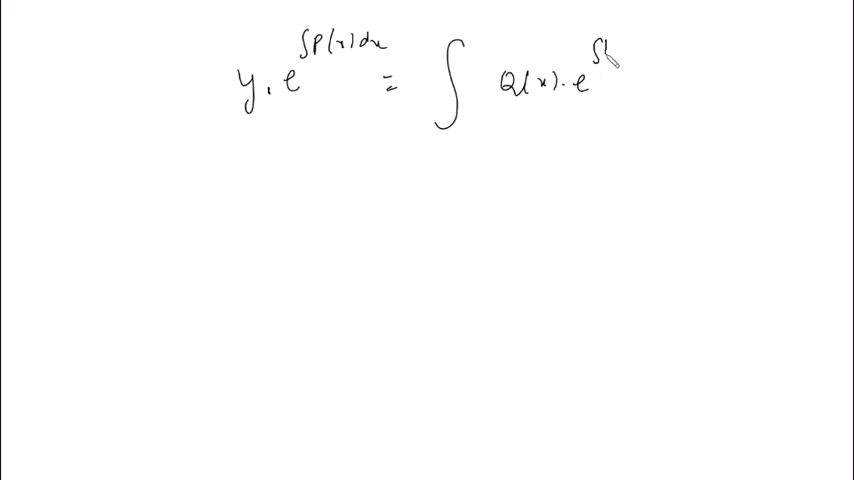 y. e^{∫P(x)dx} = ∫ Q(x). e^{∫